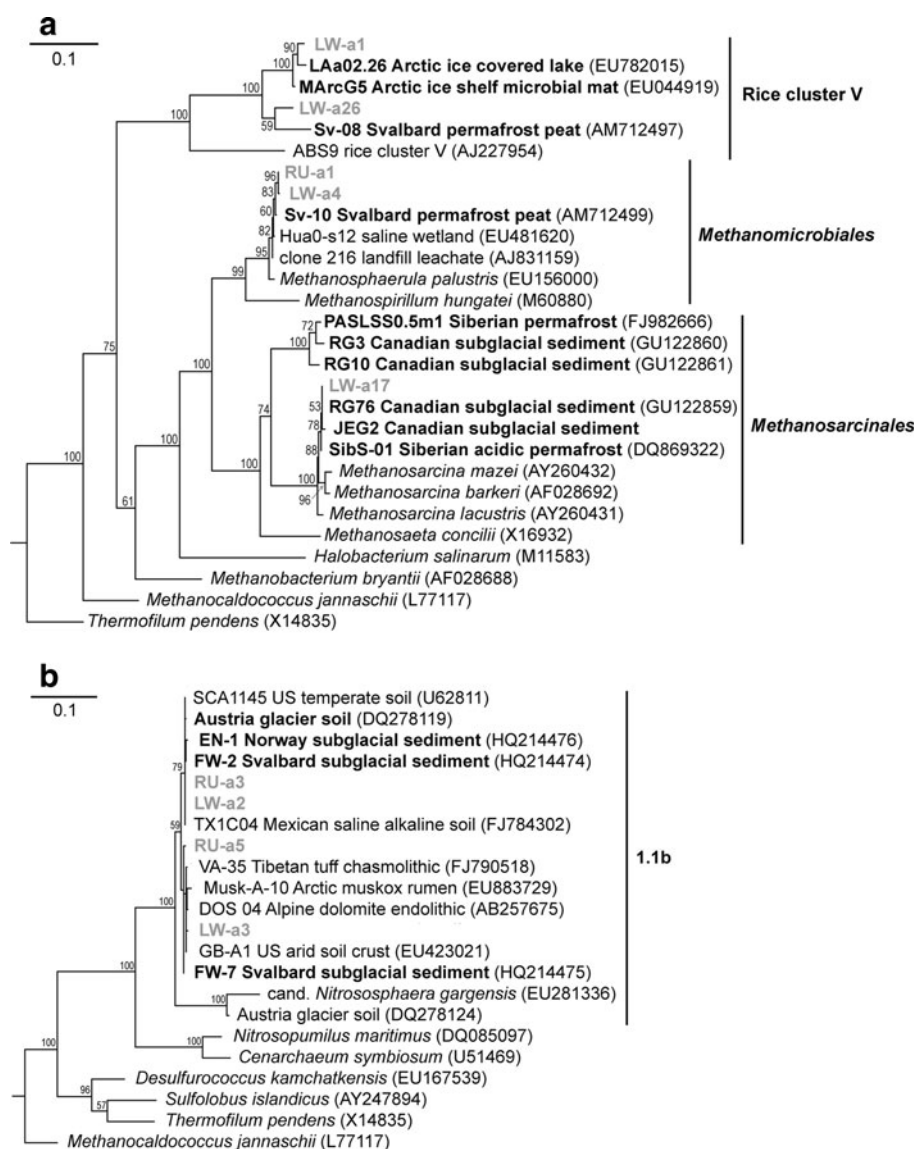 a
0.1
90
LW-a1
100
LAa02.26 Arctic ice covered lake (EU782015)
MArcG5 Arctic ice shelf microbial mat (EU044919)
100
LW-a26
Rice cluster V
59
Sv-08 Svalbard permafrost peat (AM712497)
100
ABS9 rice cluster V (AJ227954)
96
RU-a1
83
LW-a4
60
Sv-10 Svalbard permafrost peat (AM712499)
82
Hua0-s12 saline wetland (EU481620)
Methanomicrobiales
95
clone 216 landfill leachate (AJ831159)
99
Methanosphaerula palustris (EU156000)
Methanospirillum hungatei (M60880)
100
72
PASLSS0.5m1 Siberian permafrost (FJ982666)
100
RG3 Canadian subglacial sediment (GU122860)
75
RG10 Canadian subglacial sediment (GU122861)
LW-a17
53
RG76 Canadian subglacial sediment (GU122859)
74
78
JEG2 Canadian subglacial sediment
Methanosarcinales
88
SibS-01 Siberian acidic permafrost (DQ869322)
100
100
100
Methanosarcina mazei (AY260432)
96
Methanosarcina barkeri (AF028692)
61
Methanosarcina lacustris (AY260431)
Methanosaeta concilii (X16932)
Halobacterium salinarum (M11583)
Methanobacterium bryantii (AF028688)
Methanocaldococcus jannaschii (L77117)
Thermofilum pendens (X14835)
b
0.1
SCA1145 US temperate soil (U62811)
Austria glacier soil (DQ278119)
EN-1 Norway subglacial sediment (HQ214476)
79
FW-2 Svalbard subglacial sediment (HQ214474)
RU-a3
LW-a2
59
TX1C04 Mexican saline alkaline soil (FJ784302)
RU-a5
1.1b
VA-35 Tibetan tuff chasmolithic (FJ790518)
Musk-A-10 Arctic muskox rumen (EU883729)
100
DOS 04 Alpine dolomite endolithic (AB257675)
LW-a3
GB-A1 US arid soil crust (EU423021)
100
FW-7 Svalbard subglacial sediment (HQ214475)
cand. Nitrososphaera gargensis (EU281336)
100
Austria glacier soil (DQ278124)
Nitrosopumilus maritimus (DQ085097)
100
100
Cenarchaeum symbiosum (U51469)
Desulfurococcus kamchatkensis (EU167539)
96
Sulfolobus islandicus (AY247894)
57
Thermofilum pendens (X14835)
Methanocaldococcus jannaschii (L77117)